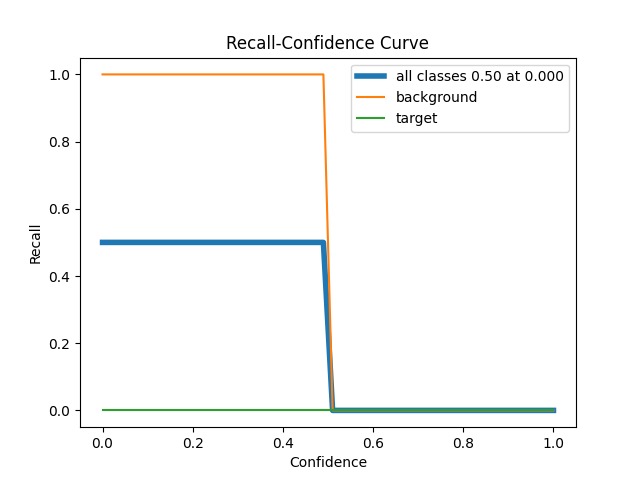 Recall-Confidence Curve
all classes 0.50 at 0.000
background
target
Recall
1.0
0.8
0.6
0.4
0.2
0.0
0.0 0.2 0.4 0.6 0.8 1.0
Confidence